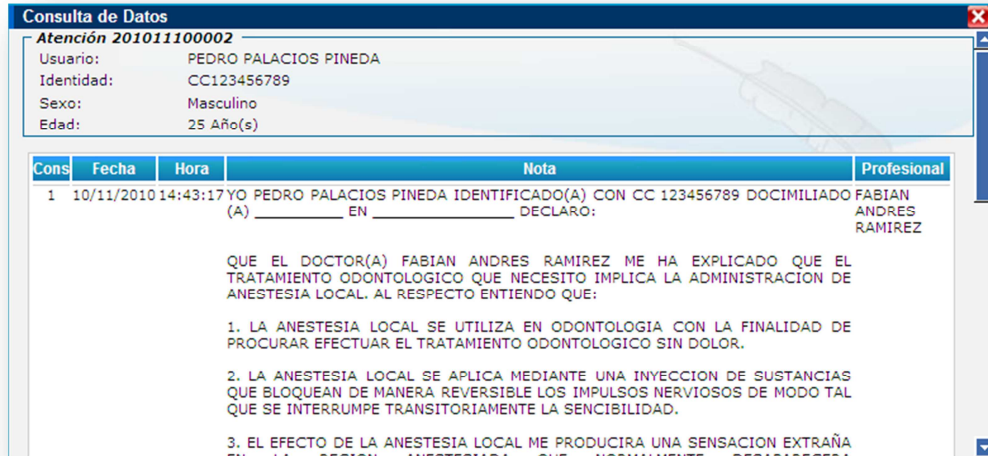 Consulta de Datos
Atención 201011100002
Usuario: PEDRO PALACIOS PINEDA
Identidad: CC123456789
Sexo: Masculino
Edad: 25 Año(s)
Cons Fecha Hora Nota Profesional
1 10/11/2010 14:43:17 YO PEDRO PALACIOS PINEDA IDENTIFICADO(A) CON CC 123456789 DOCIMILIADO FABIAN
(A) __________ EN ________________ DECLARO: ANDRES
RAMIREZ
QUE EL DOCTOR(A) FABIAN ANDRES RAMIREZ ME HA EXPLICADO QUE EL
TRATAMIENTO ODONTOLOGICO QUE NECESITO IMPLICA LA ADMINISTRACION DE
ANESTESIA LOCAL. AL RESPECTO ENTIENDO QUE:
1. LA ANESTESIA LOCAL SE UTILIZA EN ODONTOLOGIA CON LA FINALIDAD DE
PROCURAR EFECTUAR EL TRATAMIENTO ODONTOLOGICO SIN DOLOR.
2. LA ANESTESIA LOCAL SE APLICA MEDIANTE UNA INYECCION DE SUSTANCIAS
QUE BLOQUEAN DE MANERA REVERSIBLE LOS IMPULSOS NERVIOSOS DE MODO TAL
QUE SE INTERRUMPE TRANSITORIAMENTE LA SENCIBILIDAD.
3. EL EFECTO DE LA ANESTESIA LOCAL ME PRODUCIRA UNA SENSACION EXTRAÑA
EN LA REGION ANESTESIADA QUE NORMALMENTE